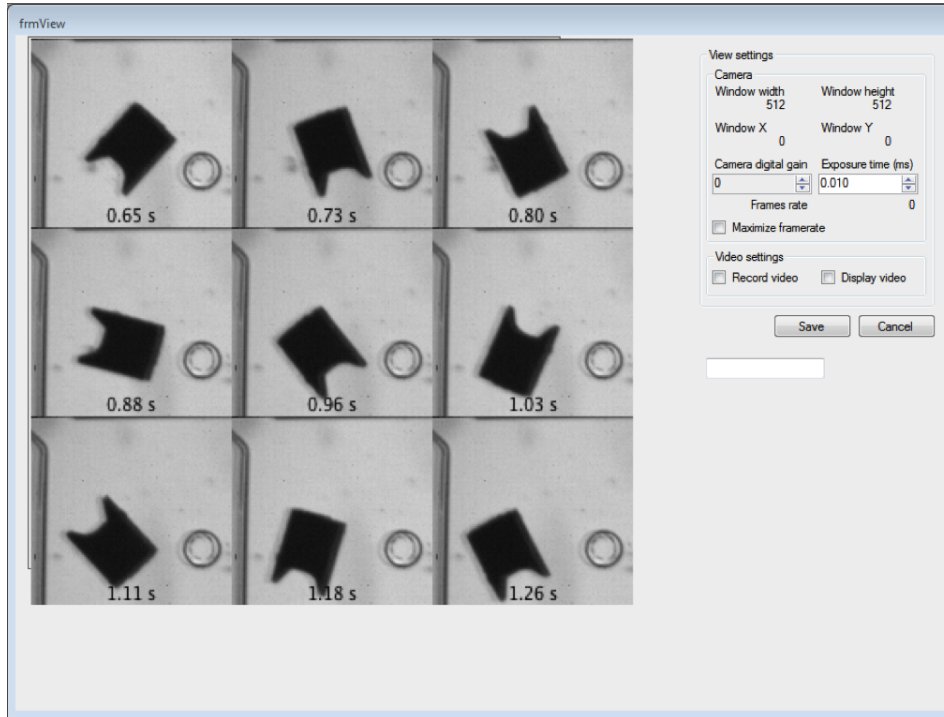 frmView
0.65 s
0.73 s
0.80 s
0.88 s
0.96 s
1.03 s
1.11 s
1.18 s
1.26 s
View settings
Camera
Window width
Window height
512
512
Window X
Window Y
0
0
Camera digital gain
Exposure time (ms)
0
0.010
Frames rate
0
Maximize framerate
Video settings
Record video
Display video
Save
Cancel